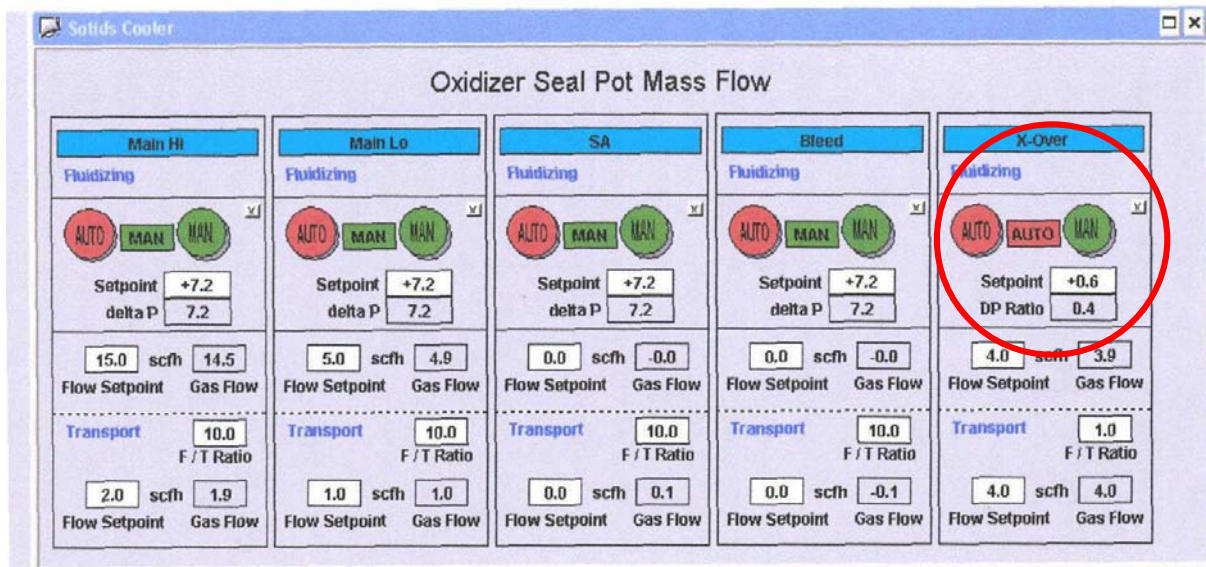 Solids Cooler
Oxidizer Seal Pot Mass Flow
Main Hi
Fluidizing
AUTO MAN MAN
Setpoint +7.2
delta P 7.2
15.0 scfh 14.5
Flow Setpoint Gas Flow
Transport 10.0
F / T Ratio
2.0 scfh 1.9
Flow Setpoint Gas Flow
Main Lo
Fluidizing
AUTO MAN MAN
Setpoint +7.2
delta P 7.2
5.0 scfh 4.9
Flow Setpoint Gas Flow
Transport 10.0
F / T Ratio
1.0 scfh 1.0
Flow Setpoint Gas Flow
SA
Fluidizing
AUTO MAN MAN
Setpoint +7.2
delta P 7.2
0.0 scfh -0.0
Flow Setpoint Gas Flow
Transport 10.0
F / T Ratio
0.0 scfh 0.1
Flow Setpoint Gas Flow
Bleed
Fluidizing
AUTO MAN MAN
Setpoint +7.2
delta P 7.2
0.0 scfh -0.0
Flow Setpoint Gas Flow
Transport 10.0
F / T Ratio
0.0 scfh -0.1
Flow Setpoint Gas Flow
X-Over
Fluidizing
AUTO AUTO MAN
Setpoint +0.6
DP Ratio 0.4
4.0 scfh 3.9
Flow Setpoint Gas Flow
Transport 1.0
F / T Ratio
4.0 scfh 4.0
Flow Setpoint Gas Flow